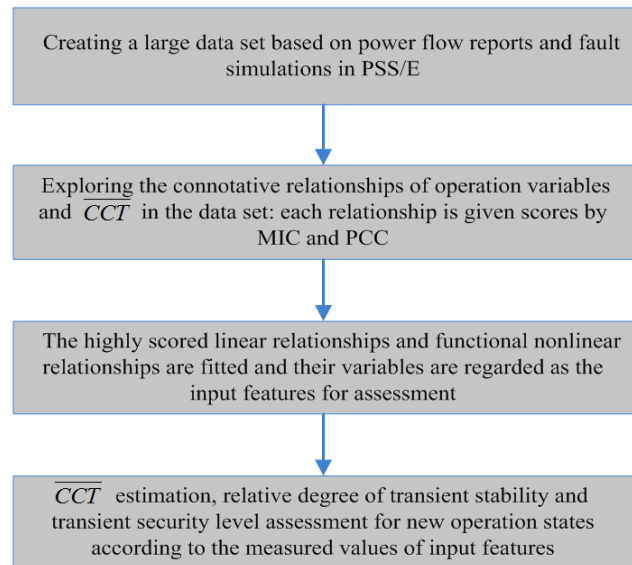 Creating a large data set based on power flow reports and fault
simulations in PSS/E
Exploring the connotative relationships of operation variables
and $\overline{CCT}$ in the data set: each relationship is given scores by
MIC and PCC
The highly scored linear relationships and functional nonlinear
relationships are fitted and their variables are regarded as the
input features for assessment
$\overline{CCT}$ estimation, relative degree of transient stability and
transient security level assessment for new operation states
according to the measured values of input features